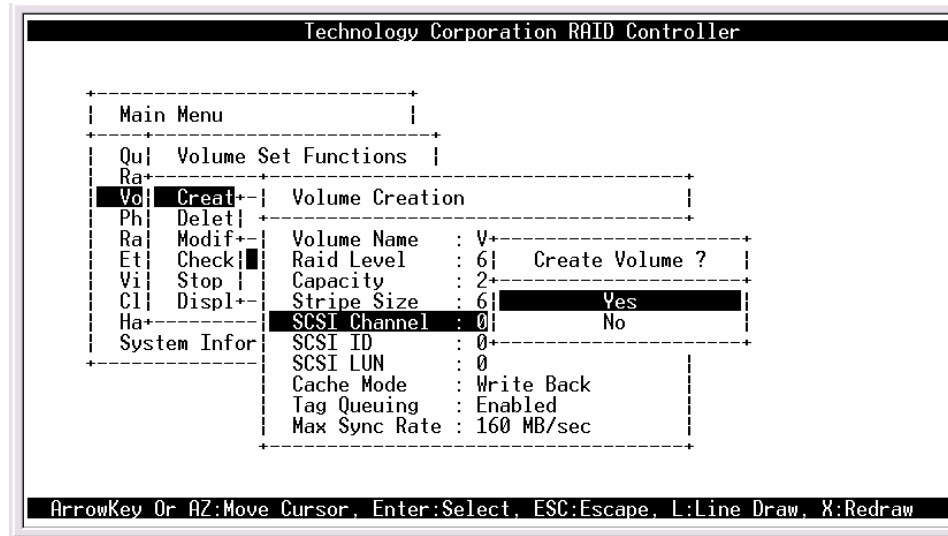 Technology Corporation RAID Controller
Main Menu
Qu Volume Set Functions
Ra
Vo Creat Volume Creation
Ph Delet
Ra Modif Volume Name : V
Et Check Raid Level : 6 Create Volume ?
Vi Stop Capacity : 2
Cl Displ Stripe Size : 6 Yes
Ha SCSI Channel : 0 No
System Infor SCSI ID : 0
SCSI LUN : 0
Cache Mode : Write Back
Tag Queuing : Enabled
Max Sync Rate : 160 MB/sec
ArrowKey Or AZ:Move Cursor, Enter:Select, ESC:Escape, L:Line Draw, X:Redraw